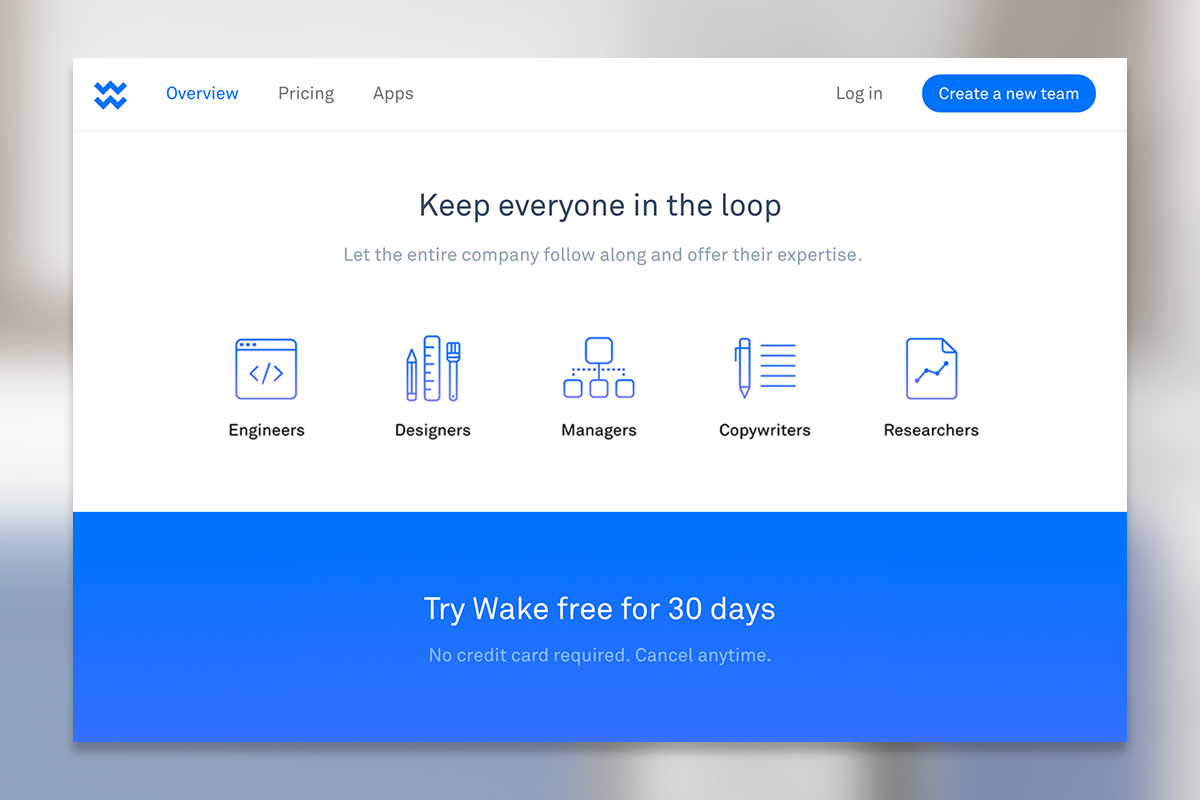 Overview Pricing Apps Log in Create a new team
Keep everyone in the loop
Let the entire company follow along and offer their expertise.
</>
Engineers Designers Managers Copywriters Researchers
Try Wake free for 30 days
No credit card required. Cancel anytime.